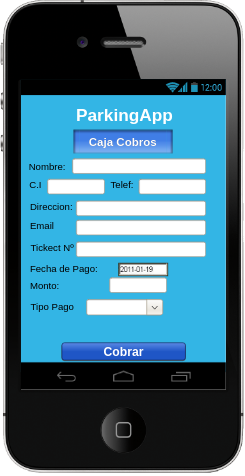 12:00
ParkingApp
Caja Cobros
Nombre:
C.I Telef:
Direccion:
Email
Tickect Nº
Fecha de Pago: 2011-01-19
Monto:
Tipo Pago
Cobrar